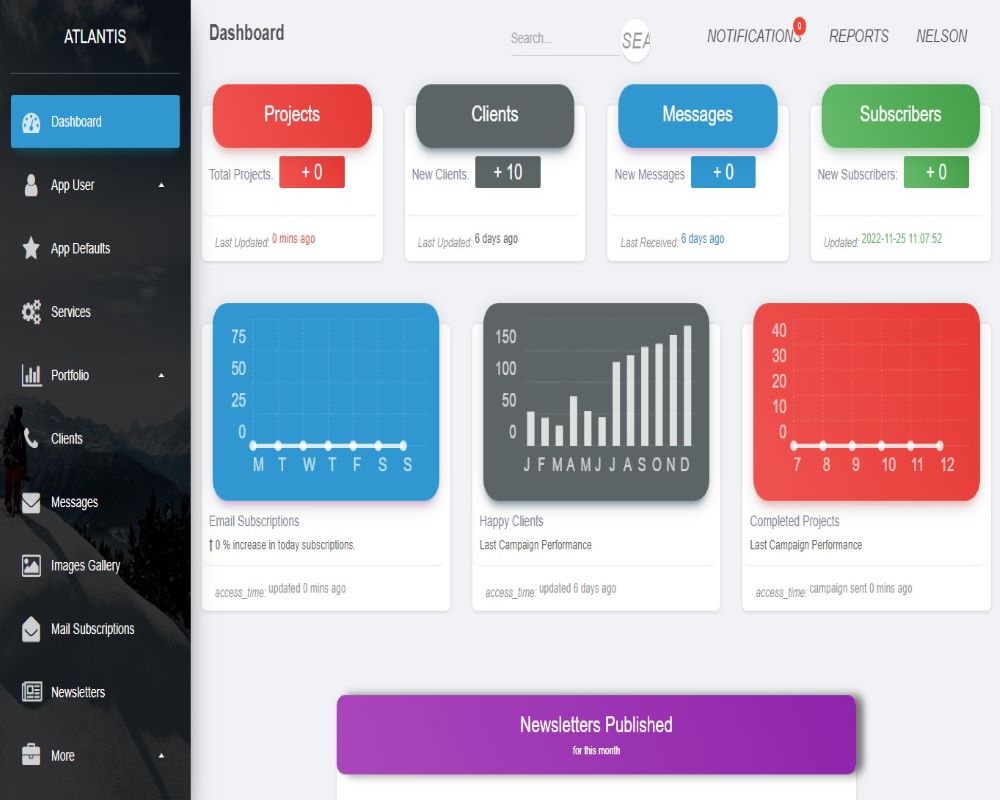 ATLANTIS
Dashboard
App User
App Defaults
Services
Portfolio
Clients
Messages
Images Gallery
Mail Subscriptions
Newsletters
More
Dashboard
Search...
SEA
NOTIFICATIONS
0
REPORTS
NELSON
Projects
Total Projects. + 0
Last Updated: 0 mins ago
Clients
New Clients. + 10
Last Updated: 6 days ago
Messages
New Messages + 0
Last Received: 6 days ago
Subscribers
New Subscribers: + 0
Updated: 2022-11-25 11:07:52
75
50
25
0
M T W T F S S
Email Subscriptions
↑ 0 % increase in today subscriptions.
access_time: updated 0 mins ago
150
100
50
0
J F M A M J J A S O N D
Happy Clients
Last Campaign Performance
access_time: updated 6 days ago
40
30
20
10
0
7 8 9 10 11 12
Completed Projects
Last Campaign Performance
access_time: campaign sent 0 mins ago
Newsletters Published
for this month